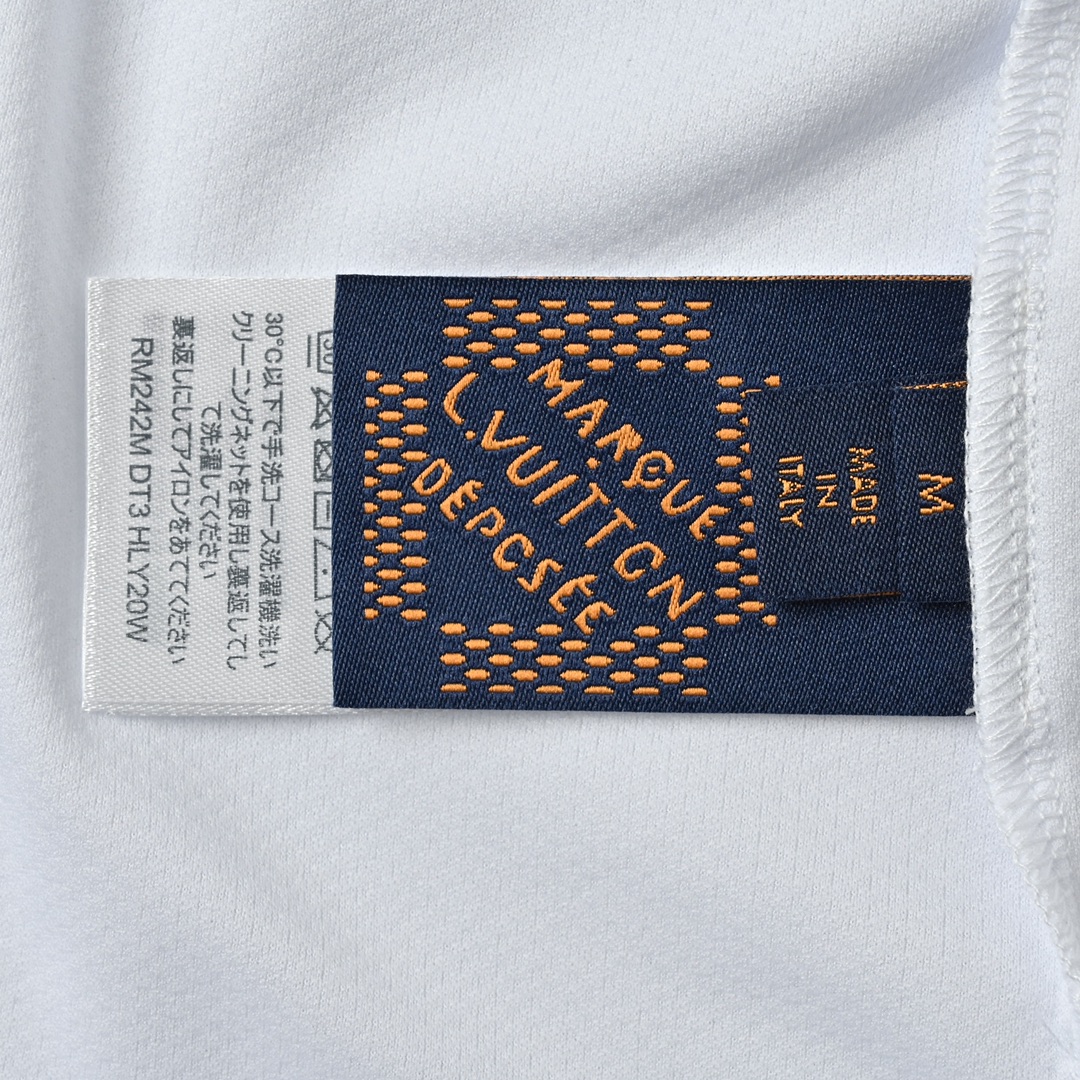 30°C以下で手洗コース洗濯機洗い
クリーニングネットを使用し裏返してし
て洗濯してください
裏返しにしてアイロンをあててください
RM242M DT3 HLY20W
MARQUE
L.VUITTON
DEPOSÉE
M
MADE
IN
ITALY